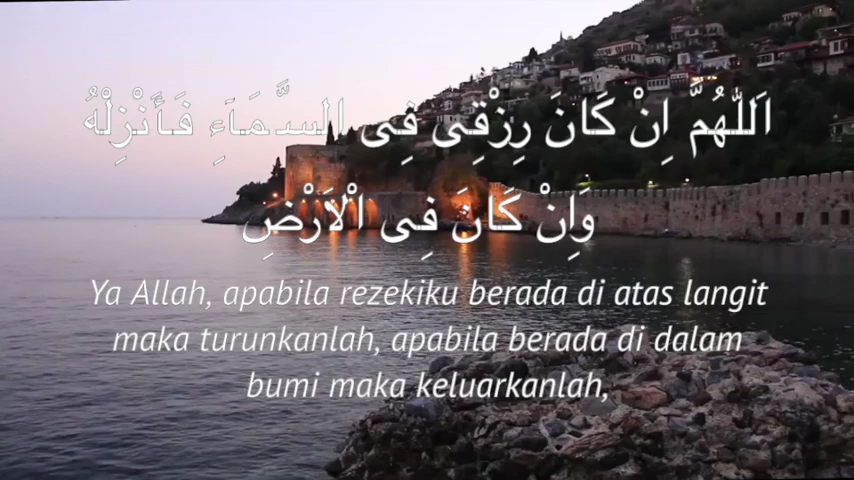 اَللّٰهُمَّ اِنْ كَانَ رِزْقِى فِى السَّمَآءِ فَأَنْزِلْهُ
وَاِنْ كَانَ فِى اْلاَرْضِ
Ya Allah, apabila rezekiku berada di atas langit
maka turunkanlah, apabila berada di dalam
bumi maka keluarkanlah,